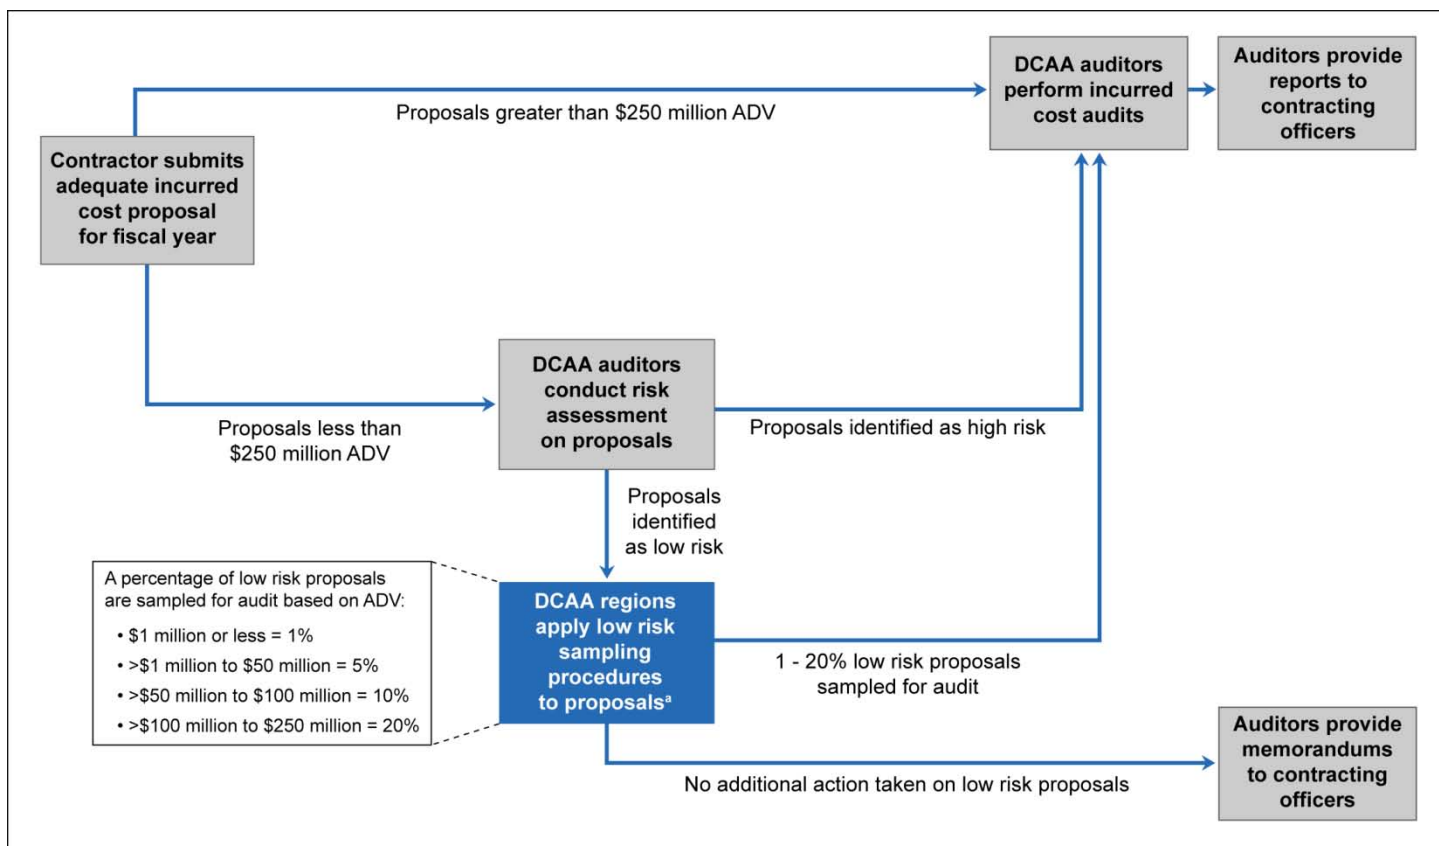 DCAA auditors
perform incurred
cost audits
Auditors provide
reports to
contracting
officers
Proposals greater than $250 million ADV
Contractor submits
adequate incurred
cost proposal
for fiscal year
DCAA auditors
conduct risk
assessment
on proposals
Proposals less than
$250 million ADV
Proposals identified as high risk
Proposals
identified
as low risk
A percentage of low risk proposals
are sampled for audit based on ADV:
• $1 million or less = 1%
• >$1 million to $50 million = 5%
• >$50 million to $100 million = 10%
• >$100 million to $250 million = 20%
DCAA regions
apply low risk
sampling
procedures
to proposalsᵃ
1 - 20% low risk proposals
sampled for audit
No additional action taken on low risk proposals
Auditors provide
memorandums
to contracting
officers